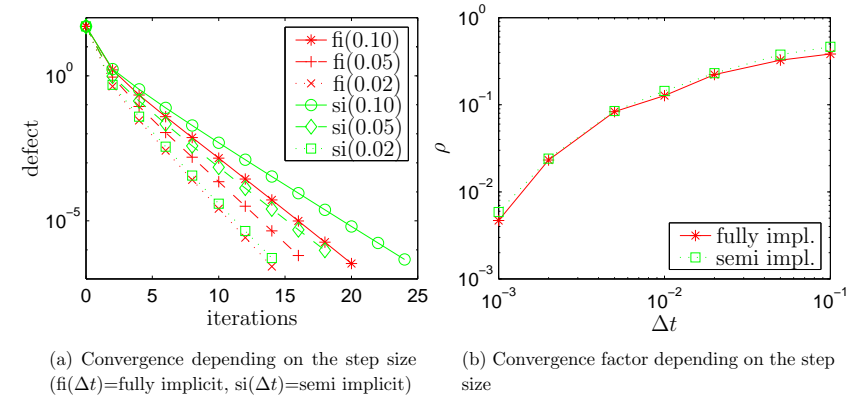 10^0
10^−5
defect
0
5
10
15
20
25
iterations
fi(0.10)
fi(0.05)
fi(0.02)
si(0.10)
si(0.05)
si(0.02)
(a) Convergence depending on the step size
(fi(Δt)=fully implicit, si(Δt)=semi implicit)
10^0
10^−1
10^−2
10^−3
ρ
10^−3
10^−2
10^−1
Δt
fully impl.
semi impl.
(b) Convergence factor depending on the step
size